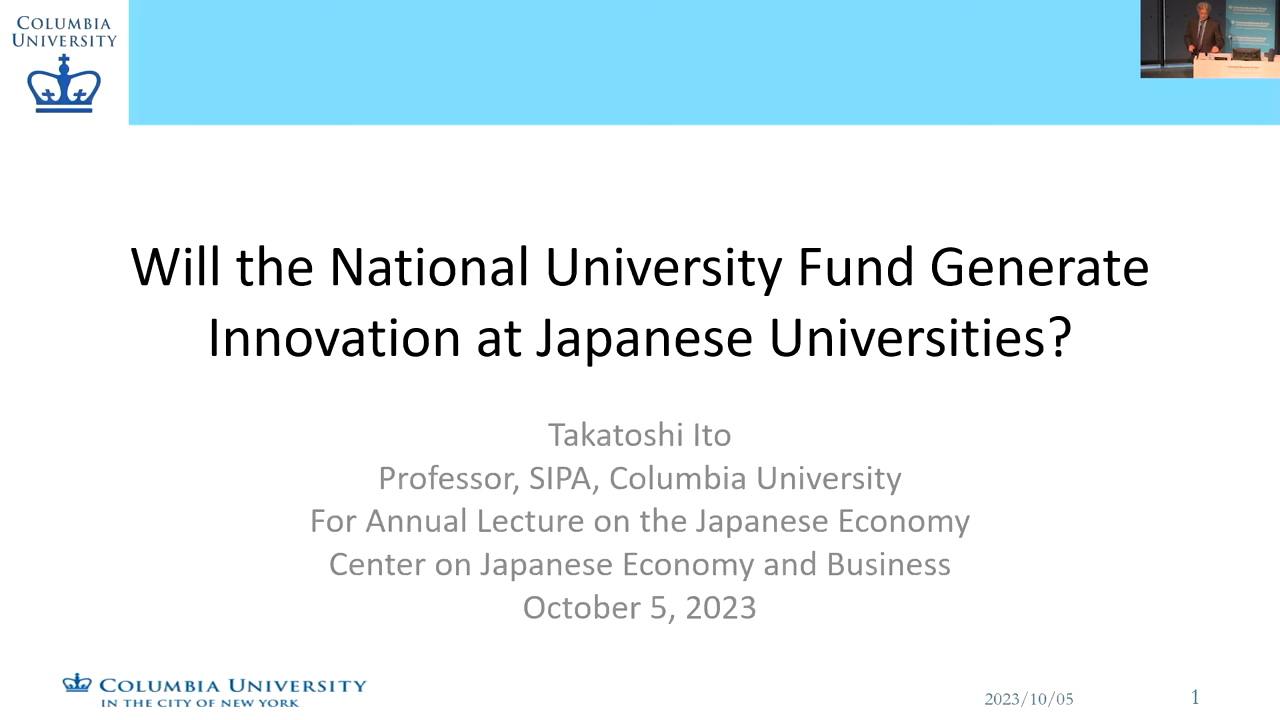 COLUMBIA
UNIVERSITY
Will the National University Fund Generate
Innovation at Japanese Universities?
Takatoshi Ito
Professor, SIPA, Columbia University
For Annual Lecture on the Japanese Economy
Center on Japanese Economy and Business
October 5, 2023
COLUMBIA UNIVERSITY
IN THE CITY OF NEW YORK
2023/10/05
1